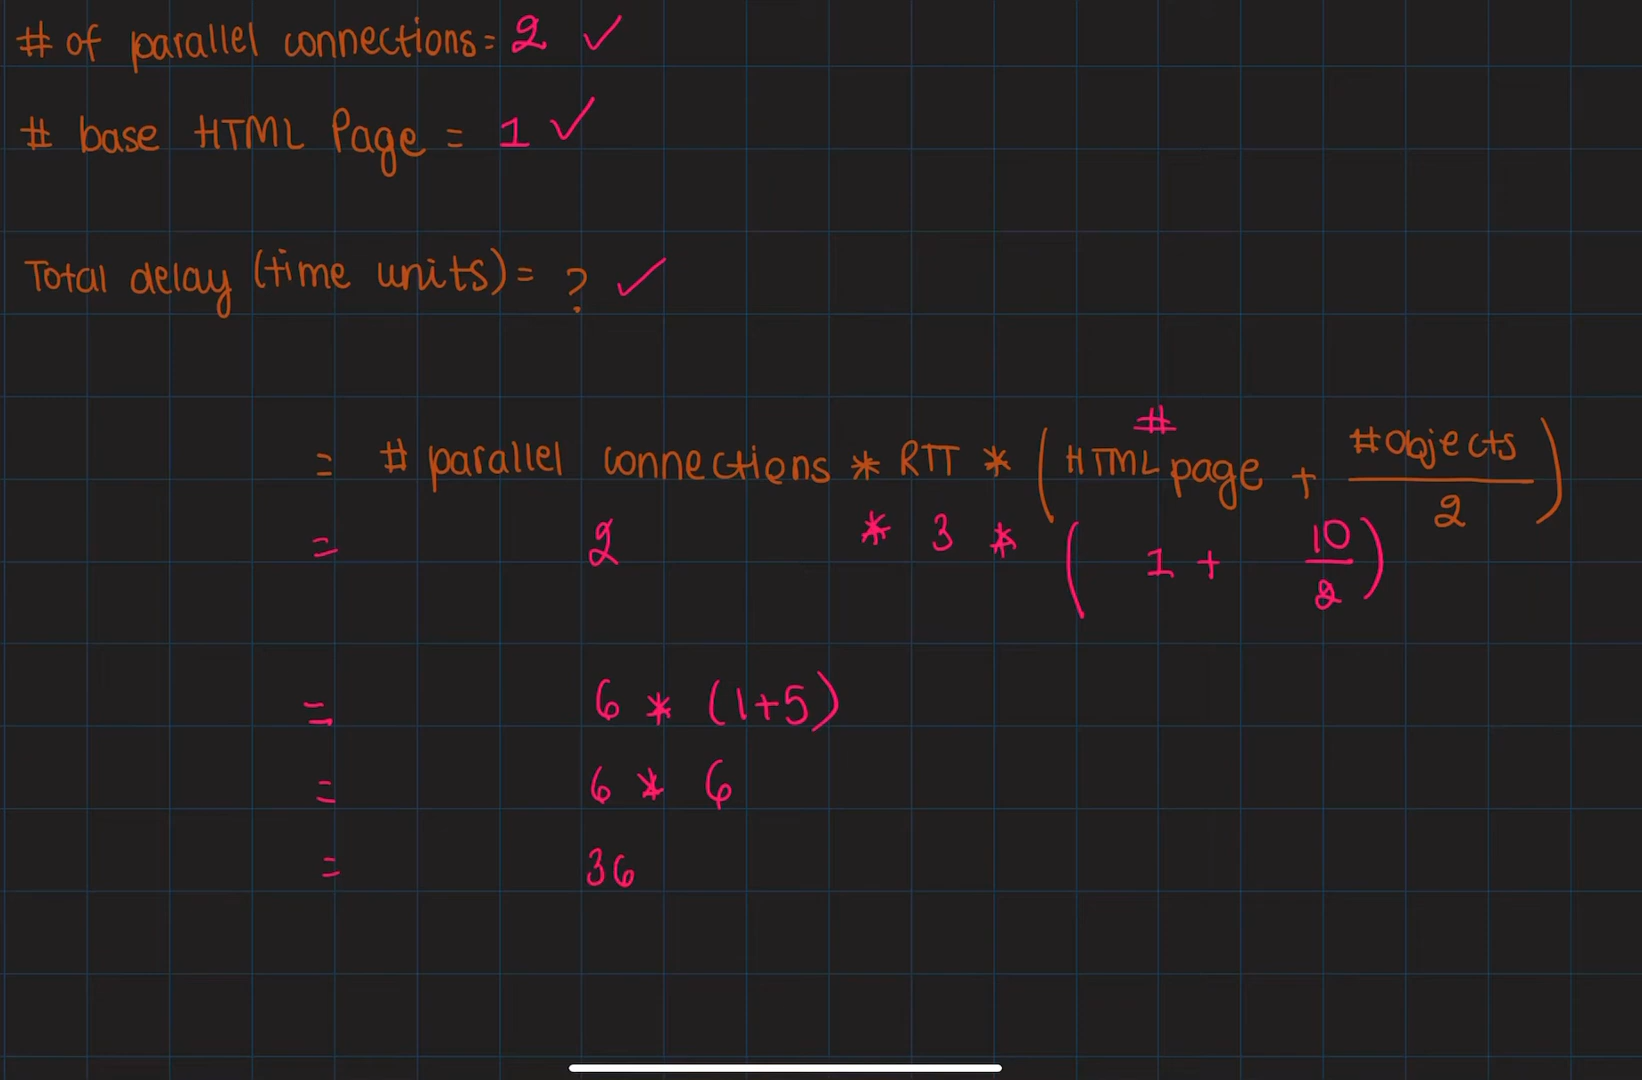 # of parallel connections = 2 ✓
# base HTML Page = 1 ✓
Total delay (time units) = ? ✓
= # parallel connections * RTT * (# HTML page + #objects / 2)
= 2 * 3 * (1 + 10 / 2)
= 6 * (1+5)
= 6 * 6
= 36